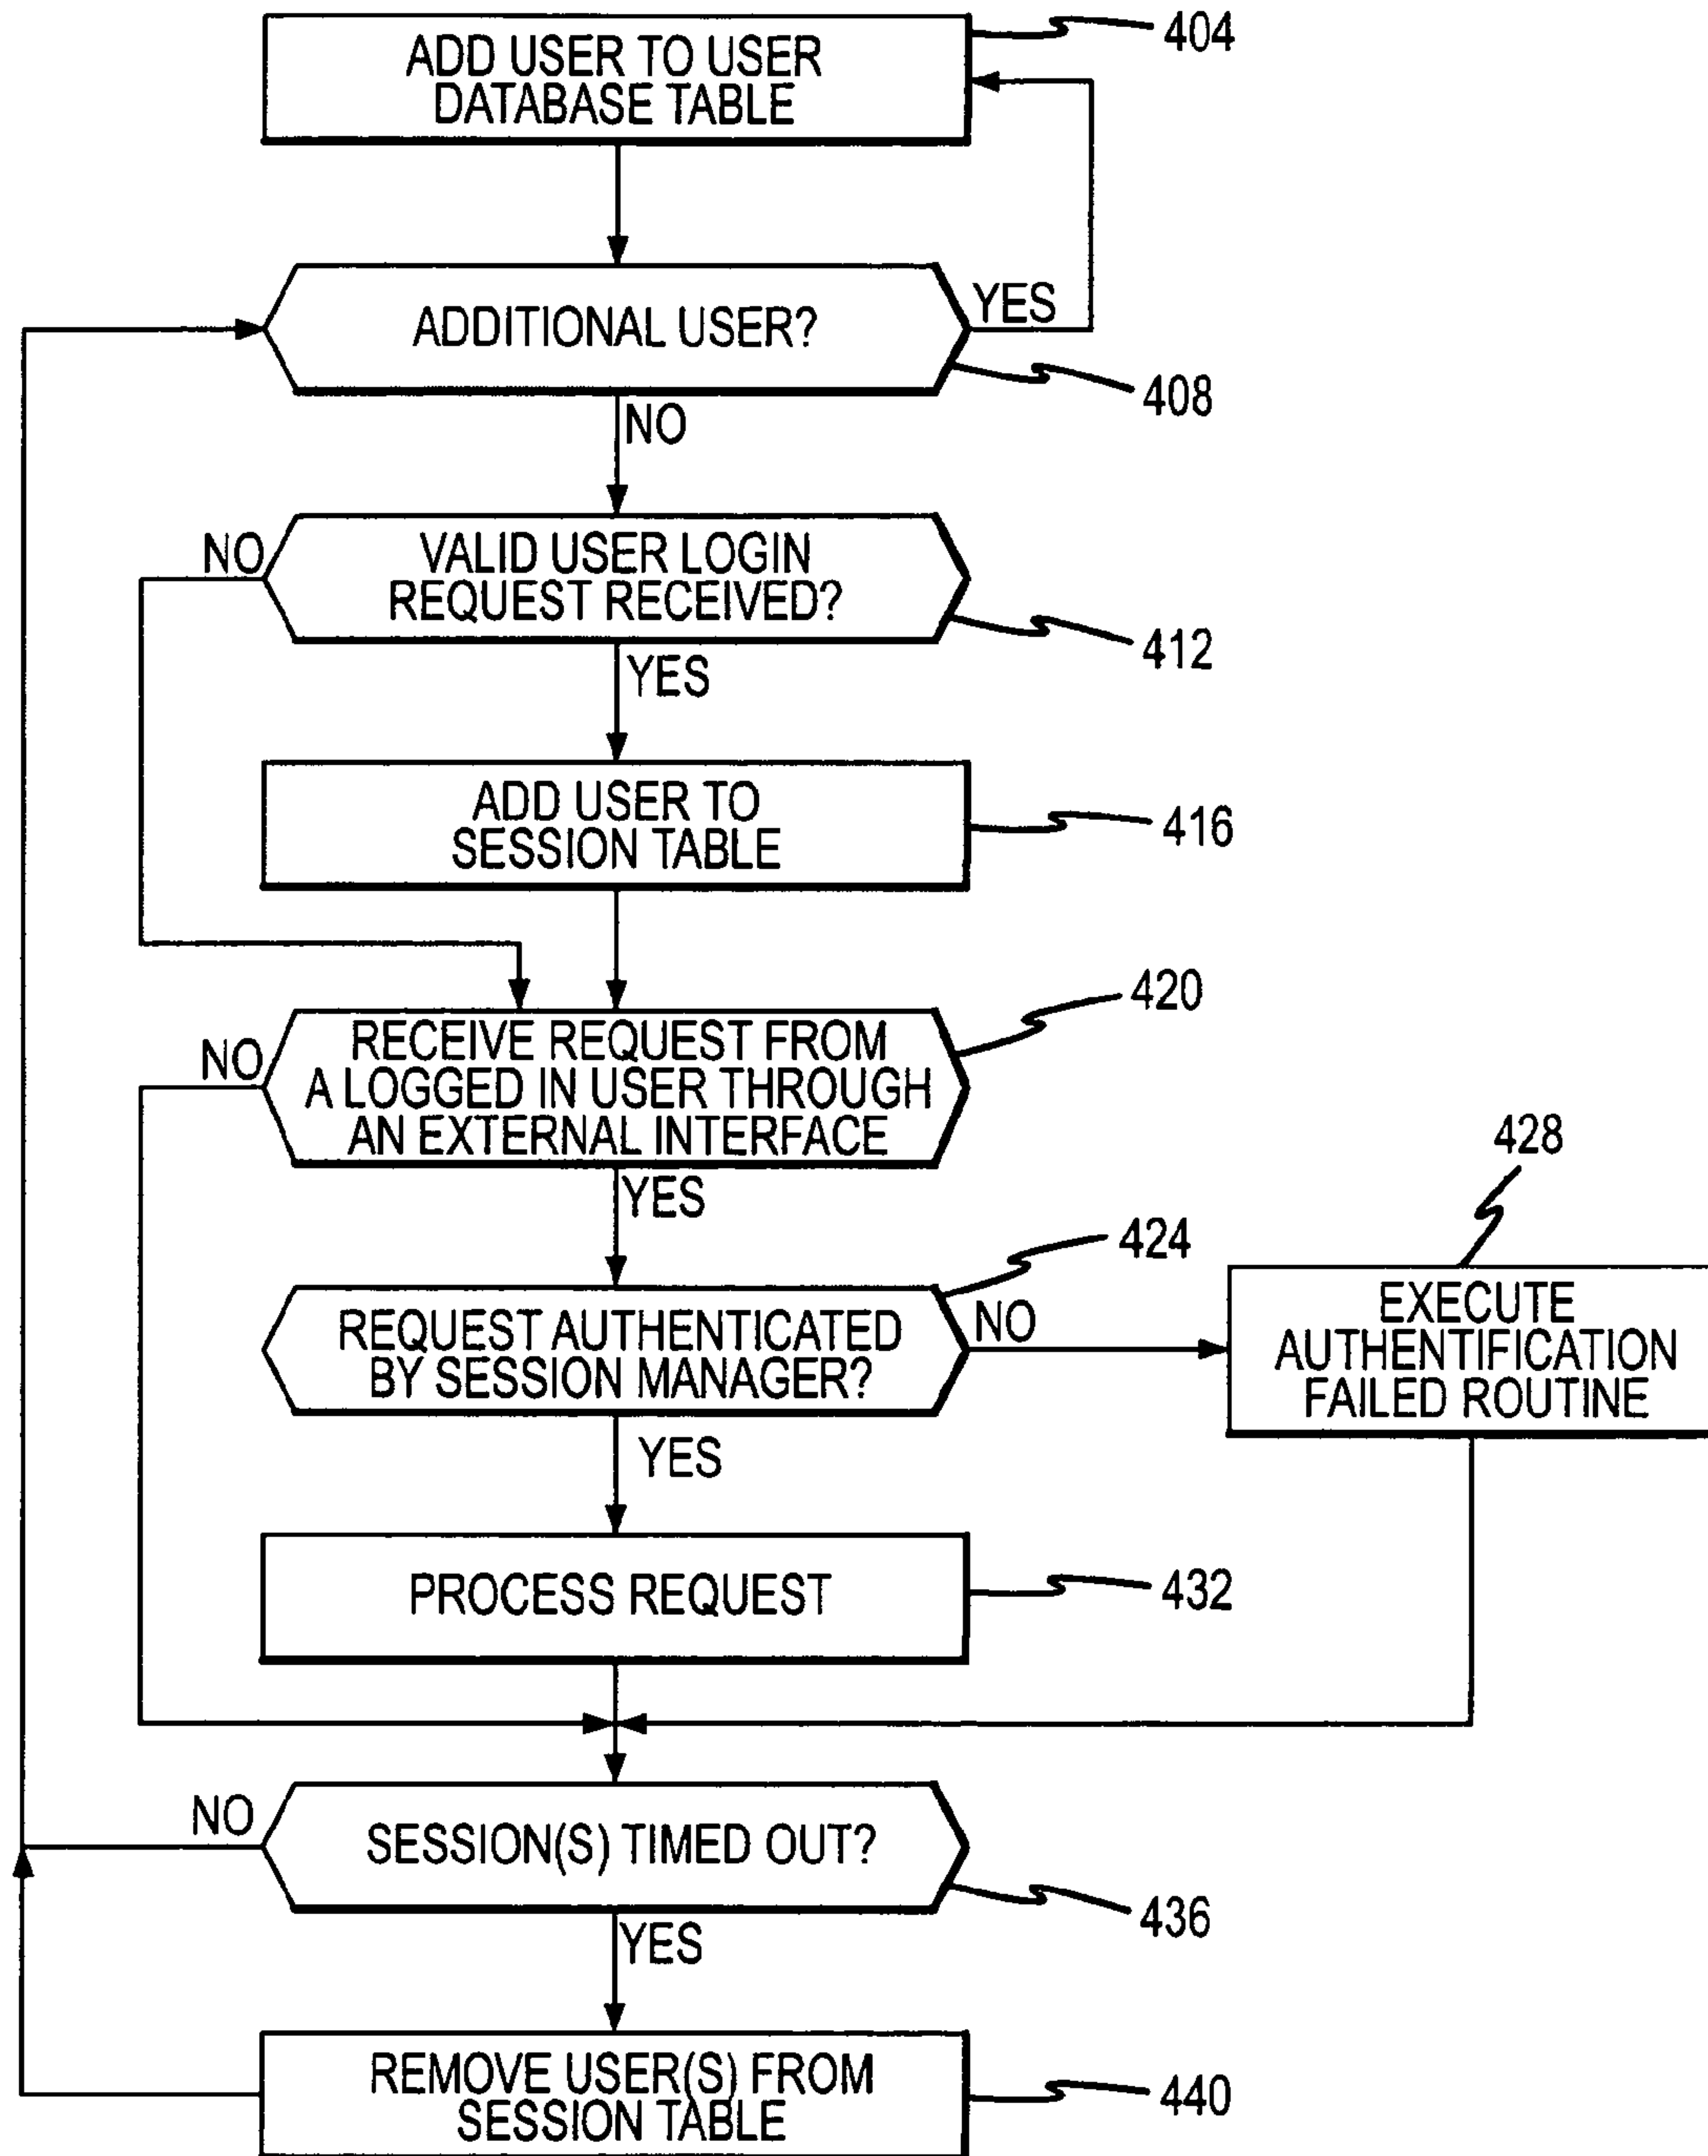 404
ADD USER TO USER
DATABASE TABLE
ADDITIONAL USER?
YES
408
NO
NO
VALID USER LOGIN
REQUEST RECEIVED?
412
YES
ADD USER TO
SESSION TABLE
416
420
NO
RECEIVE REQUEST FROM
A LOGGED IN USER THROUGH
AN EXTERNAL INTERFACE
YES
424
428
REQUEST AUTHENTICATED
BY SESSION MANAGER?
NO
EXECUTE
AUTHENTIFICATION
FAILED ROUTINE
YES
PROCESS REQUEST
432
NO
SESSION(S) TIMED OUT?
436
YES
REMOVE USER(S) FROM
SESSION TABLE
440